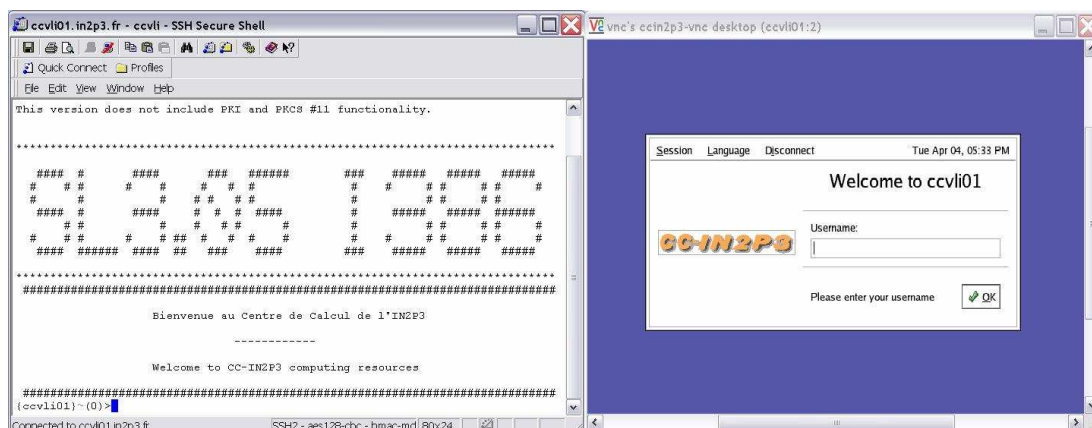 ccvli01.in2p3.fr - ccvli - SSH Secure Shell
Quick Connect Profiles
File Edit View Window Help
This version does not include PKI and PKCS #11 functionality.
SL3.05 I386
Bienvenue au Centre de Calcul de l'IN2P3
------------
Welcome to CC-IN2P3 computing resources
{ccvli01}~(0)>
Connected to ccvli01.in2p3.fr SSH2 - aes128-cbc - hmac-md 80x24
vnc's ccin2p3-vnc desktop (ccvli01:2)
Session Language Disconnect Tue Apr 04, 05:33 PM
Welcome to ccvli01
CC-IN2P3
Username:
Please enter your username OK